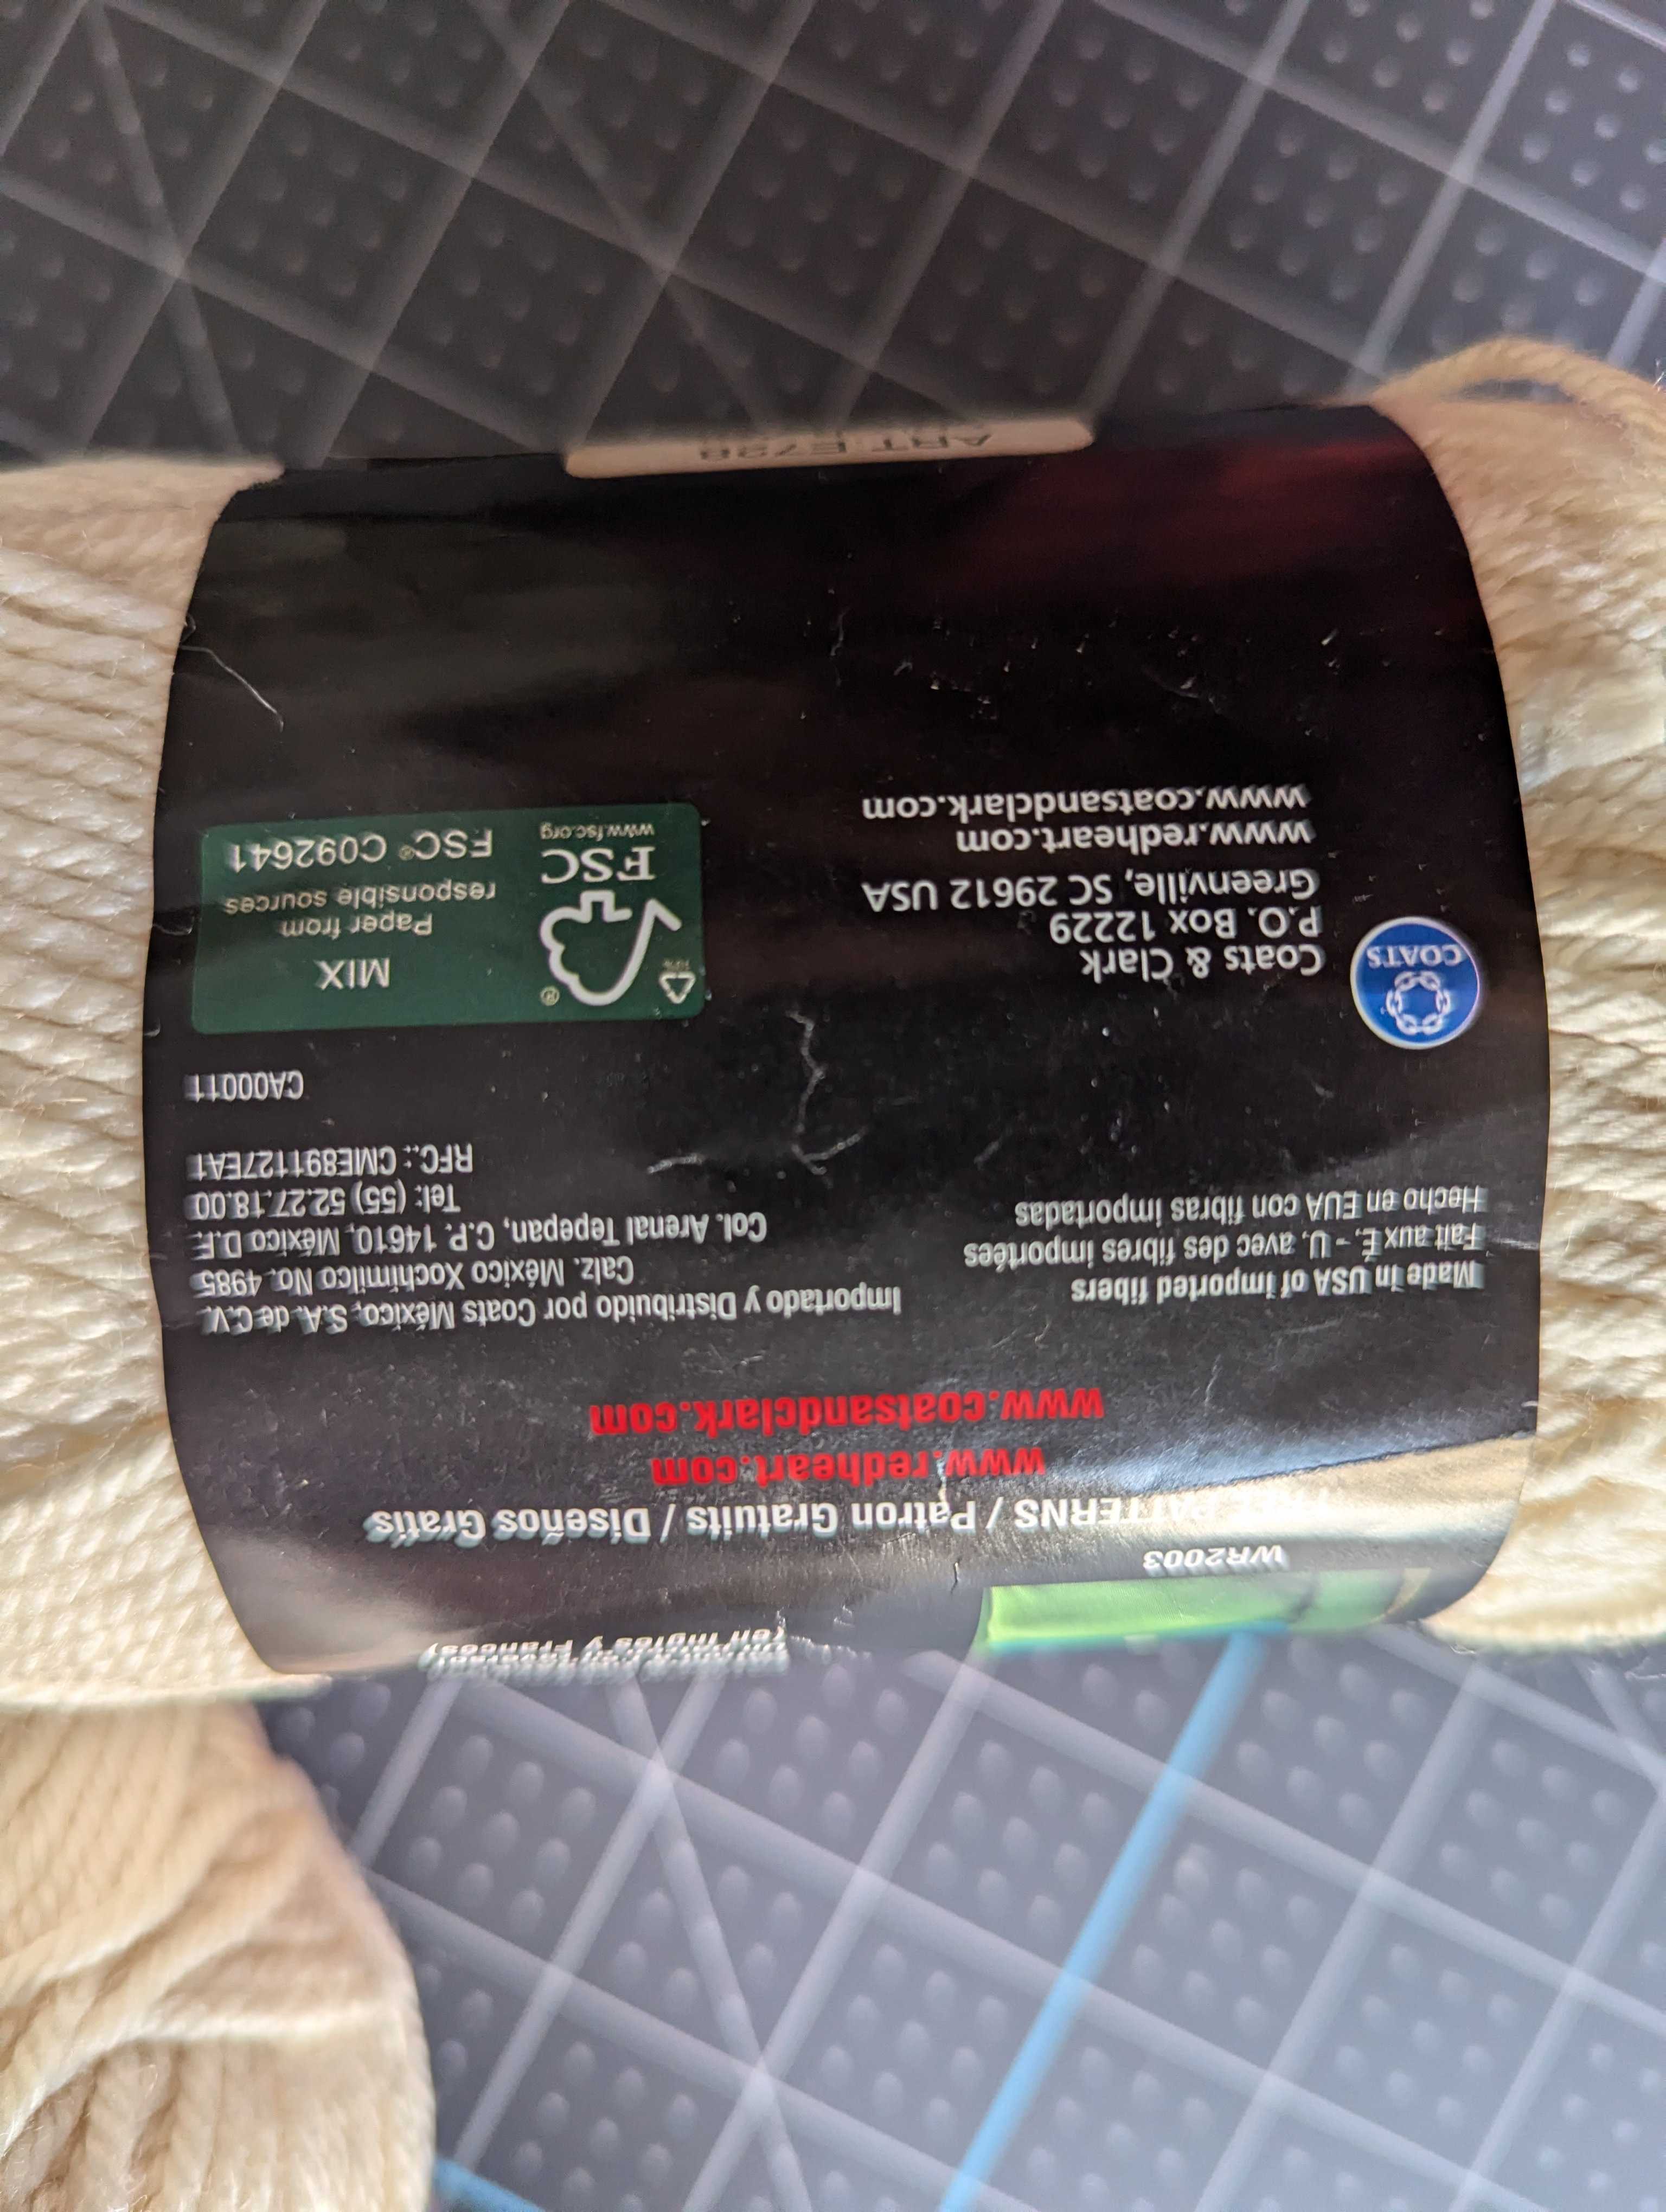 (en Inglés y Francés)
WR2003
PATTERNS / Patron Gratuits / Diseños Gratis
www.redheart.com
www.coatsandclark.com
Made in USA of imported fibers
Fait aux É.-U. avec des fibres importées
Hecho en EUA con fibras importadas
Importado y Distribuido por Coats México, S.A. de C.V.
Calz. México Xochimilco No. 4985
Col. Arenal Tepepan, C.P. 14610, México D.F.
Tel: (55) 52.27.18.00
RFC.: CME891127EA1
CA00011
COATS
Coats & Clark
P.O. Box 12229
Greenville, SC 29612 USA
www.redheart.com
www.coatsandclark.com
®
FSC
www.fsc.org
MIX
Paper from
responsible sources
FSC® C092641
ART. E728